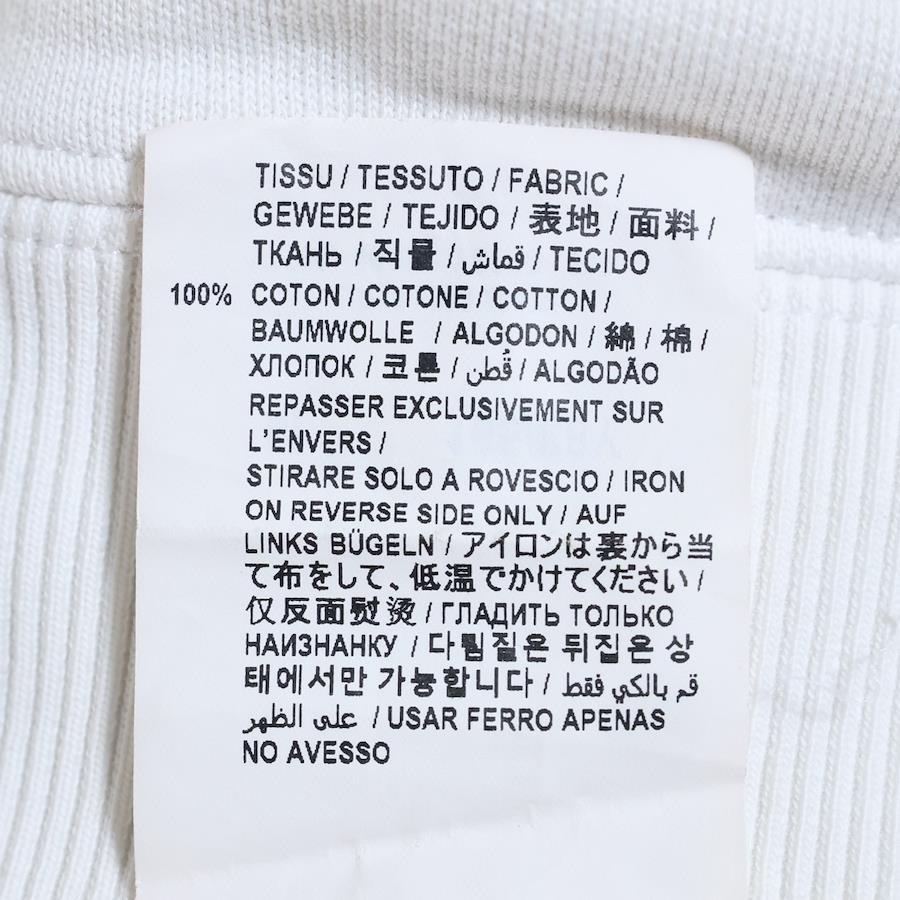 TISSU / TESSUTO / FABRIC /
GEWEBE / TEJIDO / 表地 / 面料 /
ТКАНЬ / 직물 / قماش / TECIDO
100% COTON / COTONE / COTTON /
BAUMWOLLE / ALGODON / 綿 / 棉 /
ХЛОПОК / 코튼 / قُطن / ALGODÃO
REPASSER EXCLUSIVEMENT SUR
L'ENVERS /
STIRARE SOLO A ROVESCIO / IRON
ON REVERSE SIDE ONLY / AUF
LINKS BÜGELN / アイロンは裏から当
て布をして、低温でかけてください /
仅反面熨烫 / ГЛАДИТЬ ТОЛЬКО
НАИЗНАНКУ / 다림질은 뒤집은 상
태에서만 가능합니다 / قم بالكي فقط
على الظهر / USAR FERRO APENAS
NO AVESSO